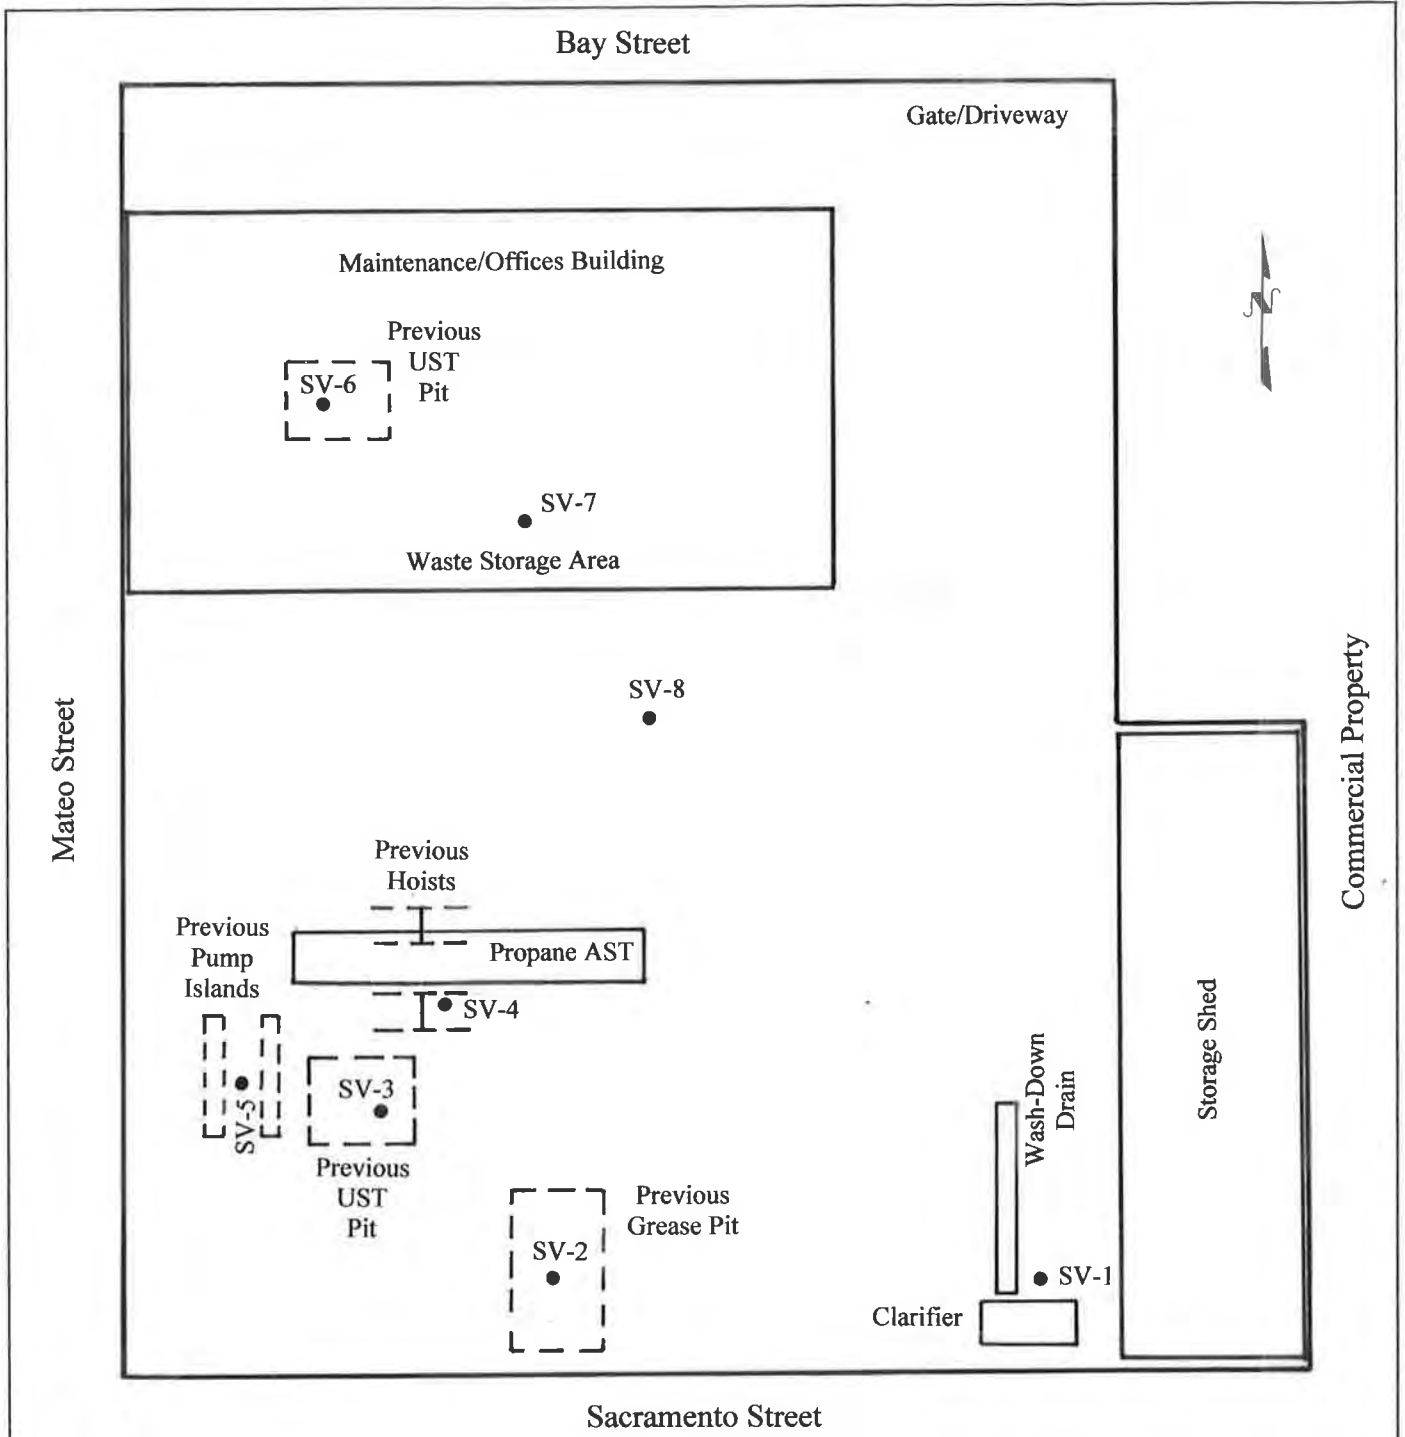 Bay Street
Gate/Driveway
Maintenance/Offices Building
Previous
UST
Pit
SV-6
SV-7
Waste Storage Area
N
SV-8
Mateo Street
Commercial Property
Previous
Hoists
Previous
Pump
Islands
Propane AST
SV-4
SV-5
SV-3
Previous
UST
Pit
Previous
Grease Pit
SV-2
Wash-Down
Drain
Storage Shed
SV-1
Clarifier
Sacramento Street